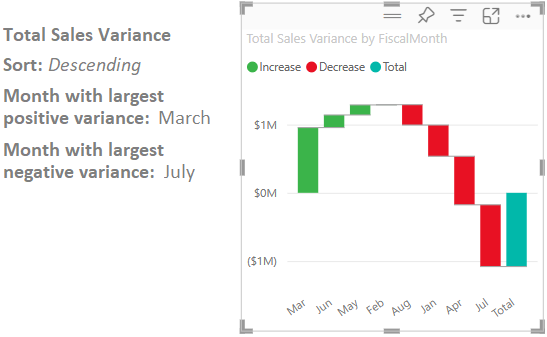 Total Sales Variance
Sort: Descending
Month with largest
positive variance: March
Month with largest
negative variance: July
Total Sales Variance by FiscalMonth
Increase Decrease Total
$1M
$0M
($1M)
Mar Jun May Feb Aug Jan Apr Jul Total